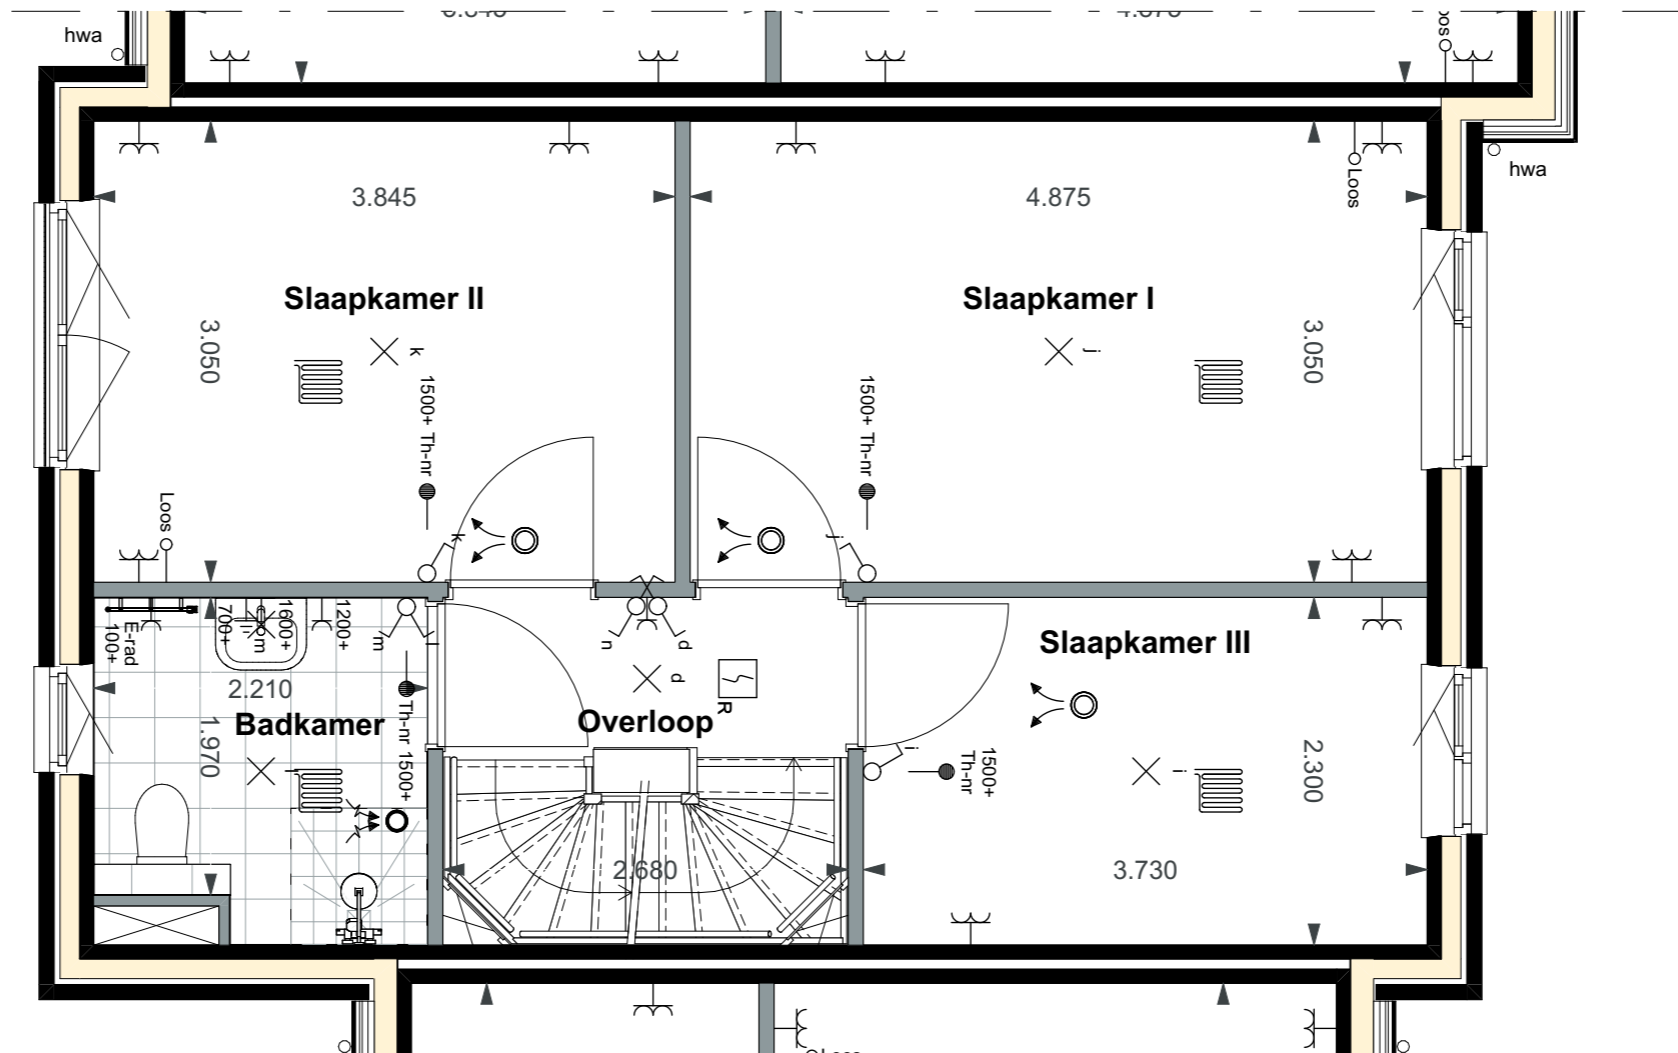 hwa
Loos
hwa
3.845
4.875
Slaapkamer II
Slaapkamer I
3.050
3.050
k
j
1500+ Th-nr
1500+ Th-nr
Loos
k
j
E-rad
100+
700+
1600+
1200+
m
m
l
n
d
d
R
2.210
Badkamer
1.970
Th-nr 1500+
Overloop
Slaapkamer III
i
1500+
Th-nr
i
2.300
2.680
3.730